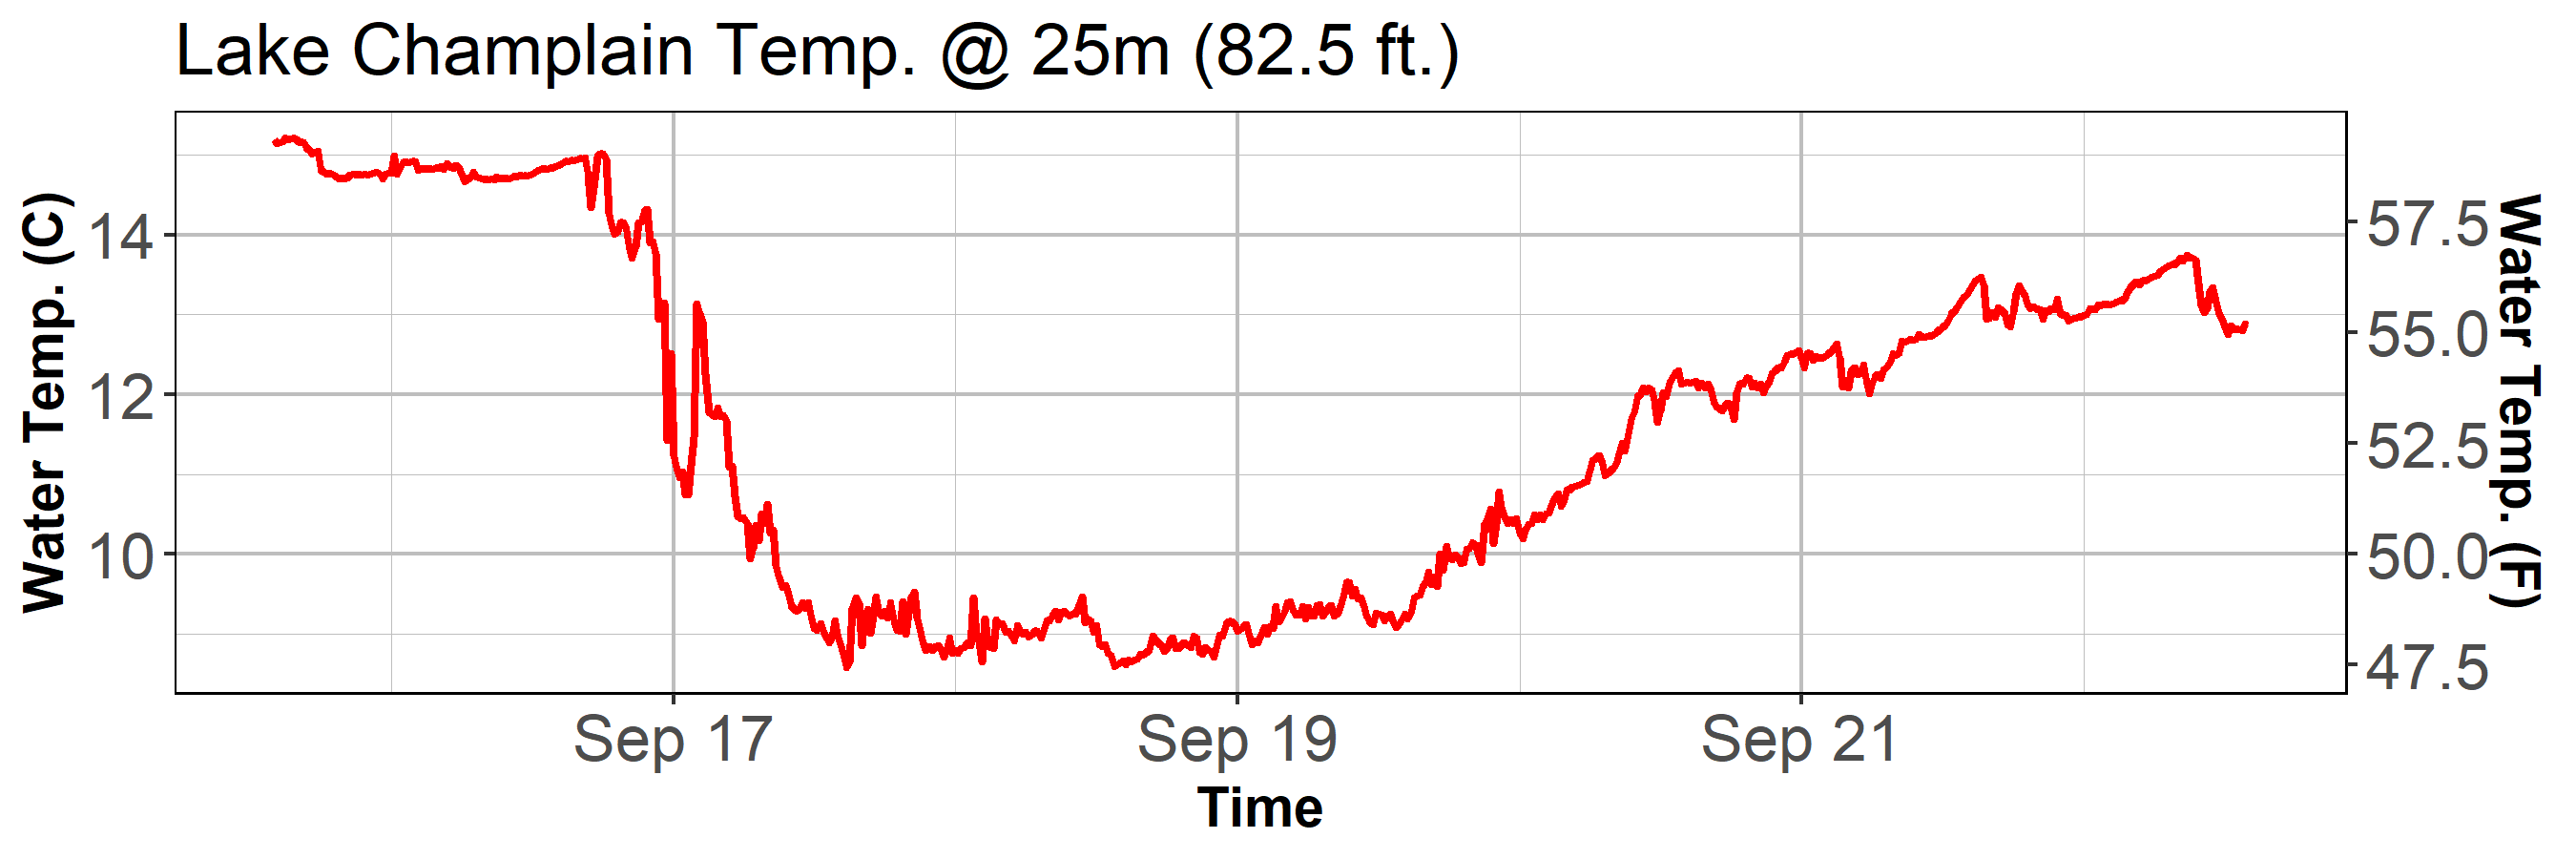 Lake Champlain Temp. @ 25m (82.5 ft.)
Water Temp. (C)
14
12
10
57.5
55.0
52.5
50.0
47.5
Water Temp. (F)
Sep 17
Sep 19
Sep 21
Time